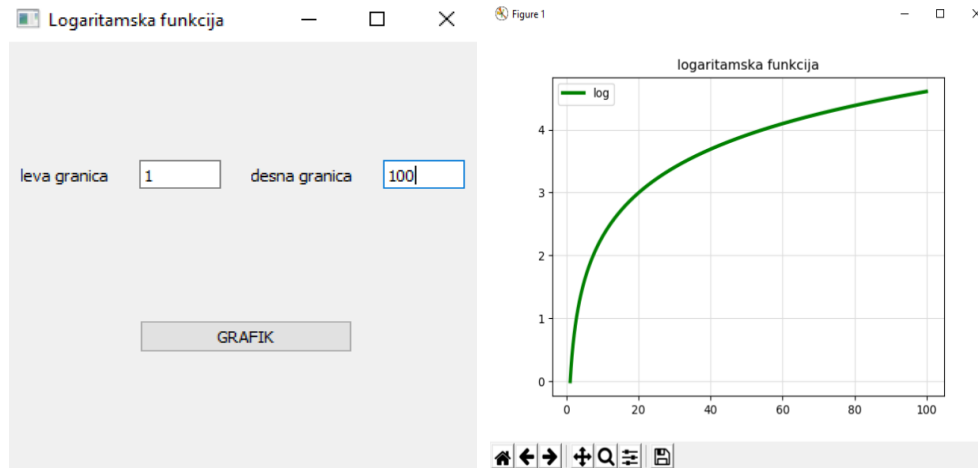 Logaritamska funkcija
leva granica 1 desna granica 100
GRAFIK
Figure 1
logaritamska funkcija
log
4
3
2
1
0
0 20 40 60 80 100